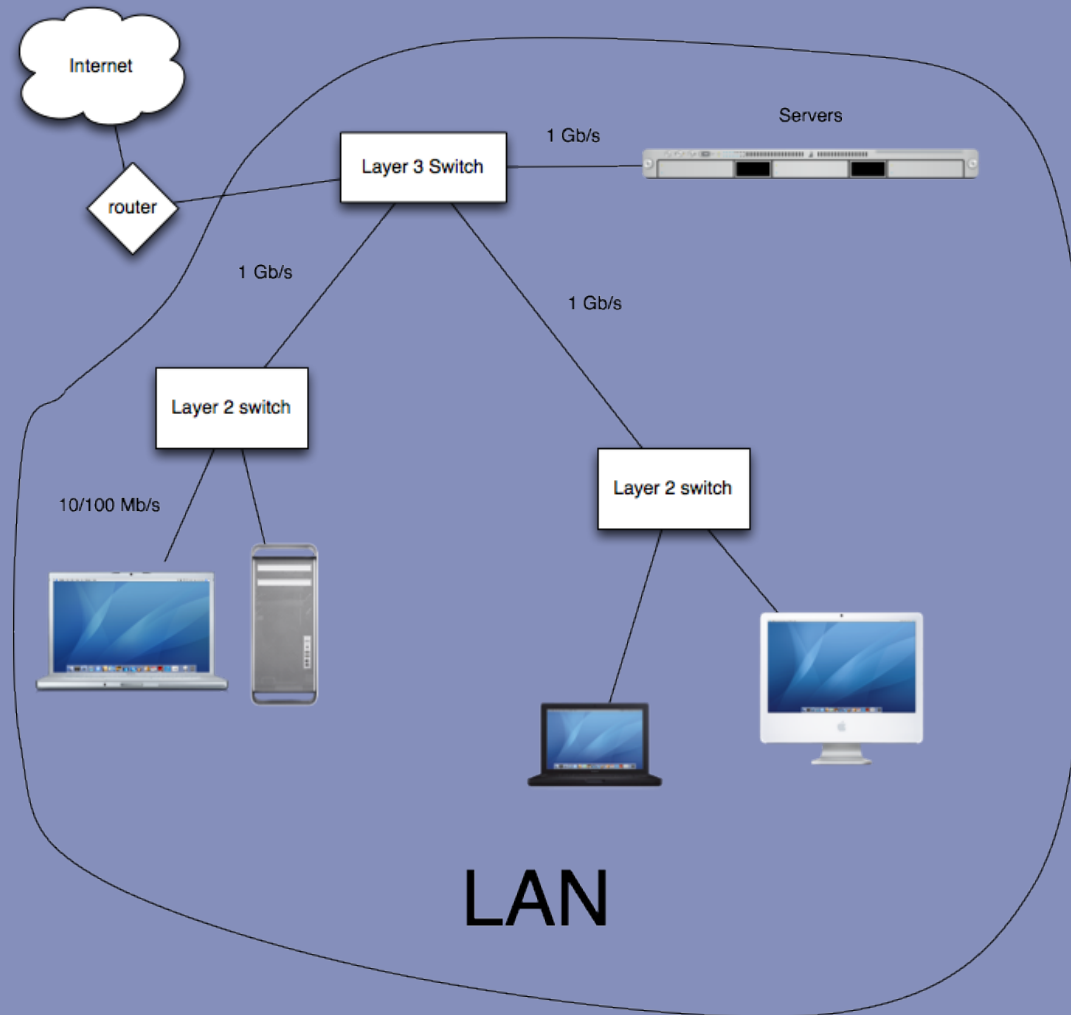 Internet
Servers
1 Gb/s
Layer 3 Switch
router
1 Gb/s
1 Gb/s
Layer 2 switch
Layer 2 switch
10/100 Mb/s
LAN